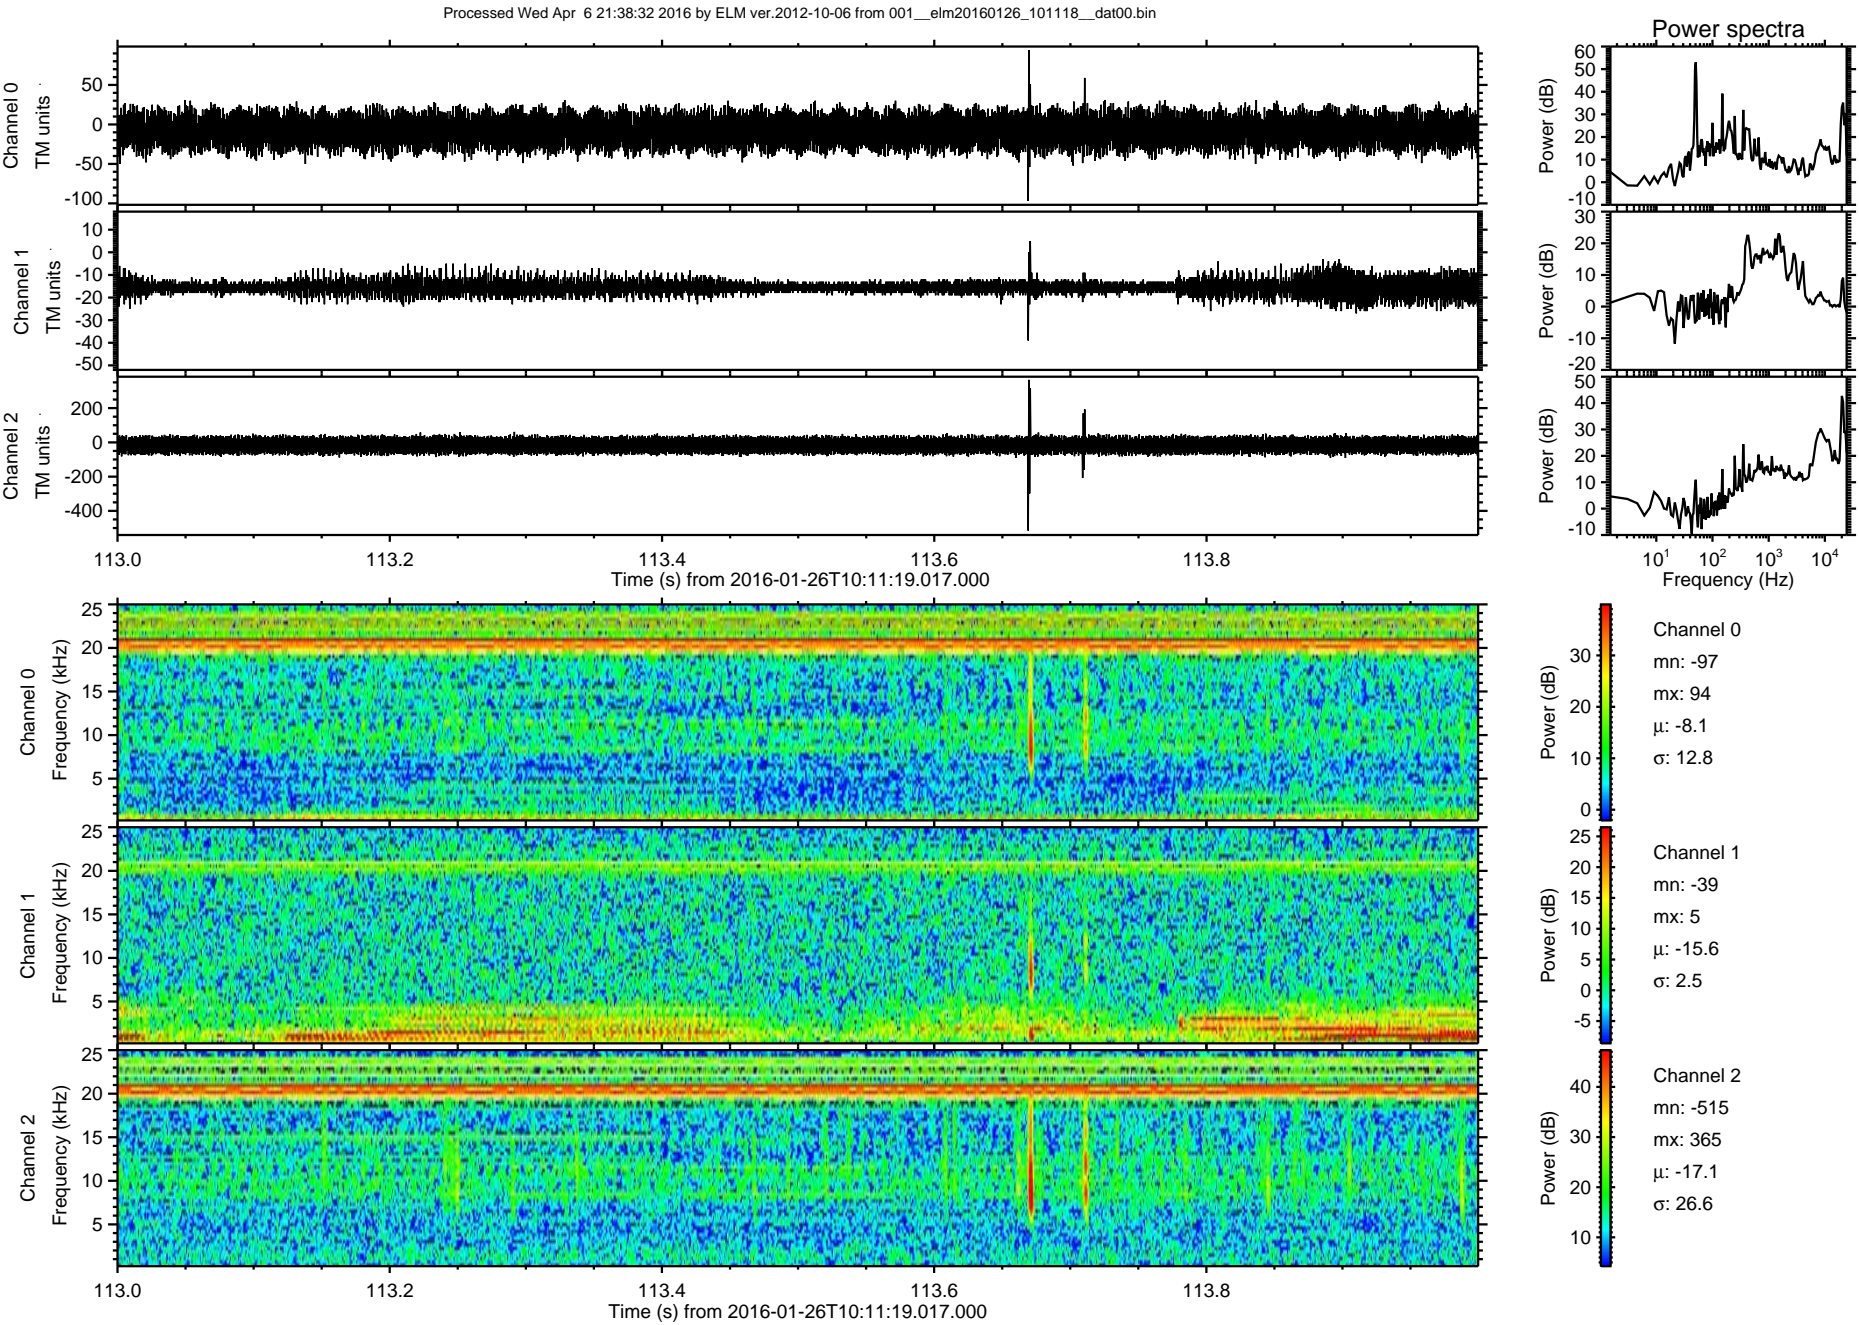 Processed Wed Apr  6 21:38:32 2016 by ELM ver.2012-10-06 from 001__elm20160126_101118__dat00.bin
Power spectra
Channel 0
TM units
50
0
-50
-100
Power (dB)
60
50
40
30
20
10
0
-10
Channel 1
TM units
10
0
-10
-20
-30
-40
-50
Power (dB)
30
20
10
0
-10
-20
Channel 2
TM units
200
0
-200
-400
Power (dB)
50
40
30
20
10
0
-10
113.0 113.2 113.4 113.6 113.8
Time (s) from 2016-01-26T10:11:19.017.000
10^1 10^2 10^3 10^4
Frequency (Hz)
Channel 0
Frequency (kHz)
25
20
15
10
5
Power (dB)
30
20
10
0
Channel 0
mn: -97
mx: 94
μ: -8.1
σ: 12.8
Channel 1
Frequency (kHz)
25
20
15
10
5
Power (dB)
25
20
15
10
5
0
-5
Channel 1
mn: -39
mx: 5
μ: -15.6
σ: 2.5
Channel 2
Frequency (kHz)
25
20
15
10
5
Power (dB)
40
30
20
10
Channel 2
mn: -515
mx: 365
μ: -17.1
σ: 26.6
113.0 113.2 113.4 113.6 113.8
Time (s) from 2016-01-26T10:11:19.017.000